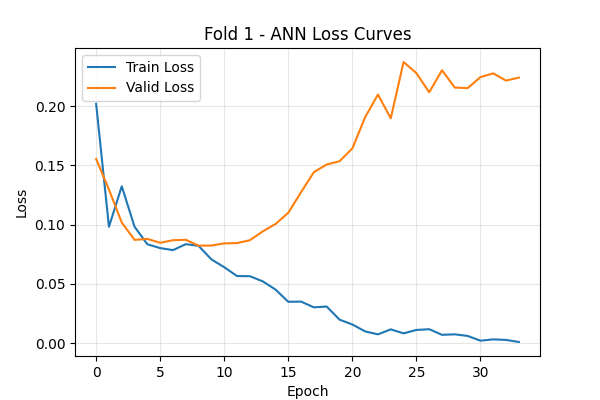 Fold 1 - ANN Loss Curves
Train Loss
Valid Loss
Loss
0.20
0.15
0.10
0.05
0.00
0 5 10 15 20 25 30
Epoch